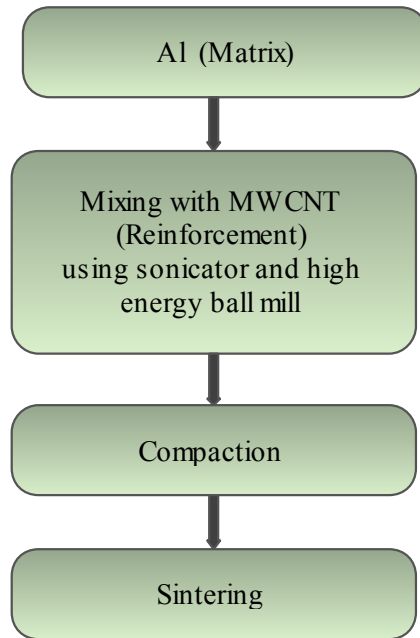 Al (Matrix)
Mixing with MWCNT
(Reinforcement)
using sonicator and high
energy ball mill
Compaction
Sintering